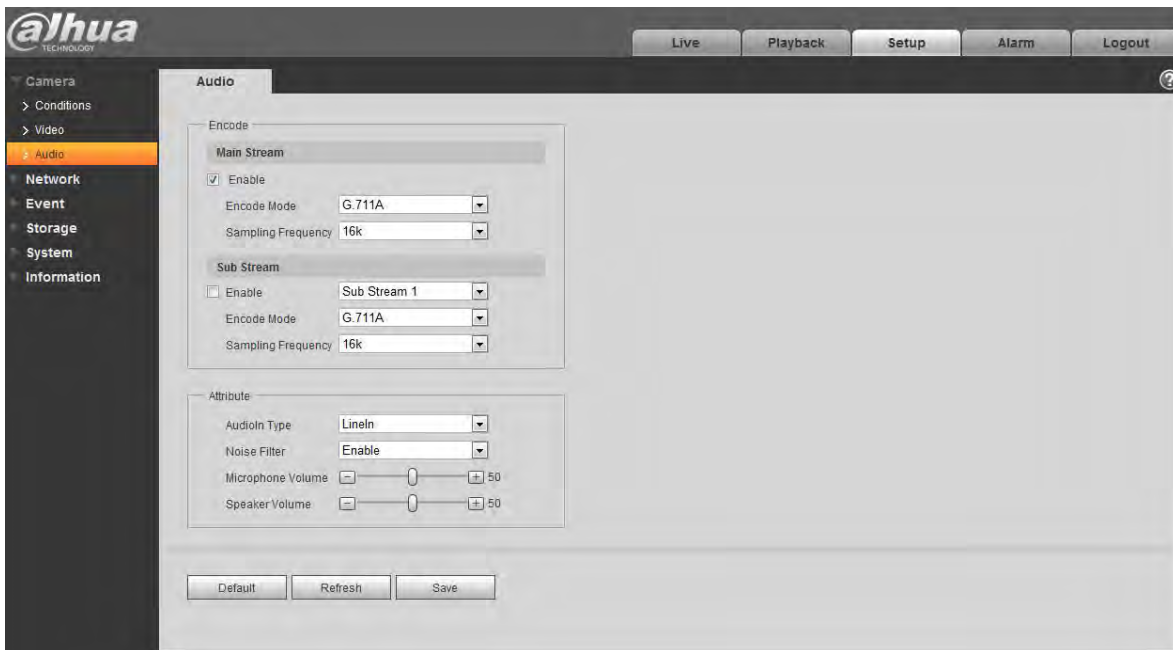 alhua
TECHNOLOGY
Live Playback Setup Alarm Logout
Camera
Conditions
Video
Audio
Network
Event
Storage
System
Information
Audio
?
Encode
Main Stream
Enable
Encode Mode G.711A
Sampling Frequency 16k
Sub Stream
Enable Sub Stream 1
Encode Mode G.711A
Sampling Frequency 16k
Attribute
AudioIn Type LineIn
Noise Filter Enable
Microphone Volume - + 50
Speaker Volume - + 50
Default Refresh Save